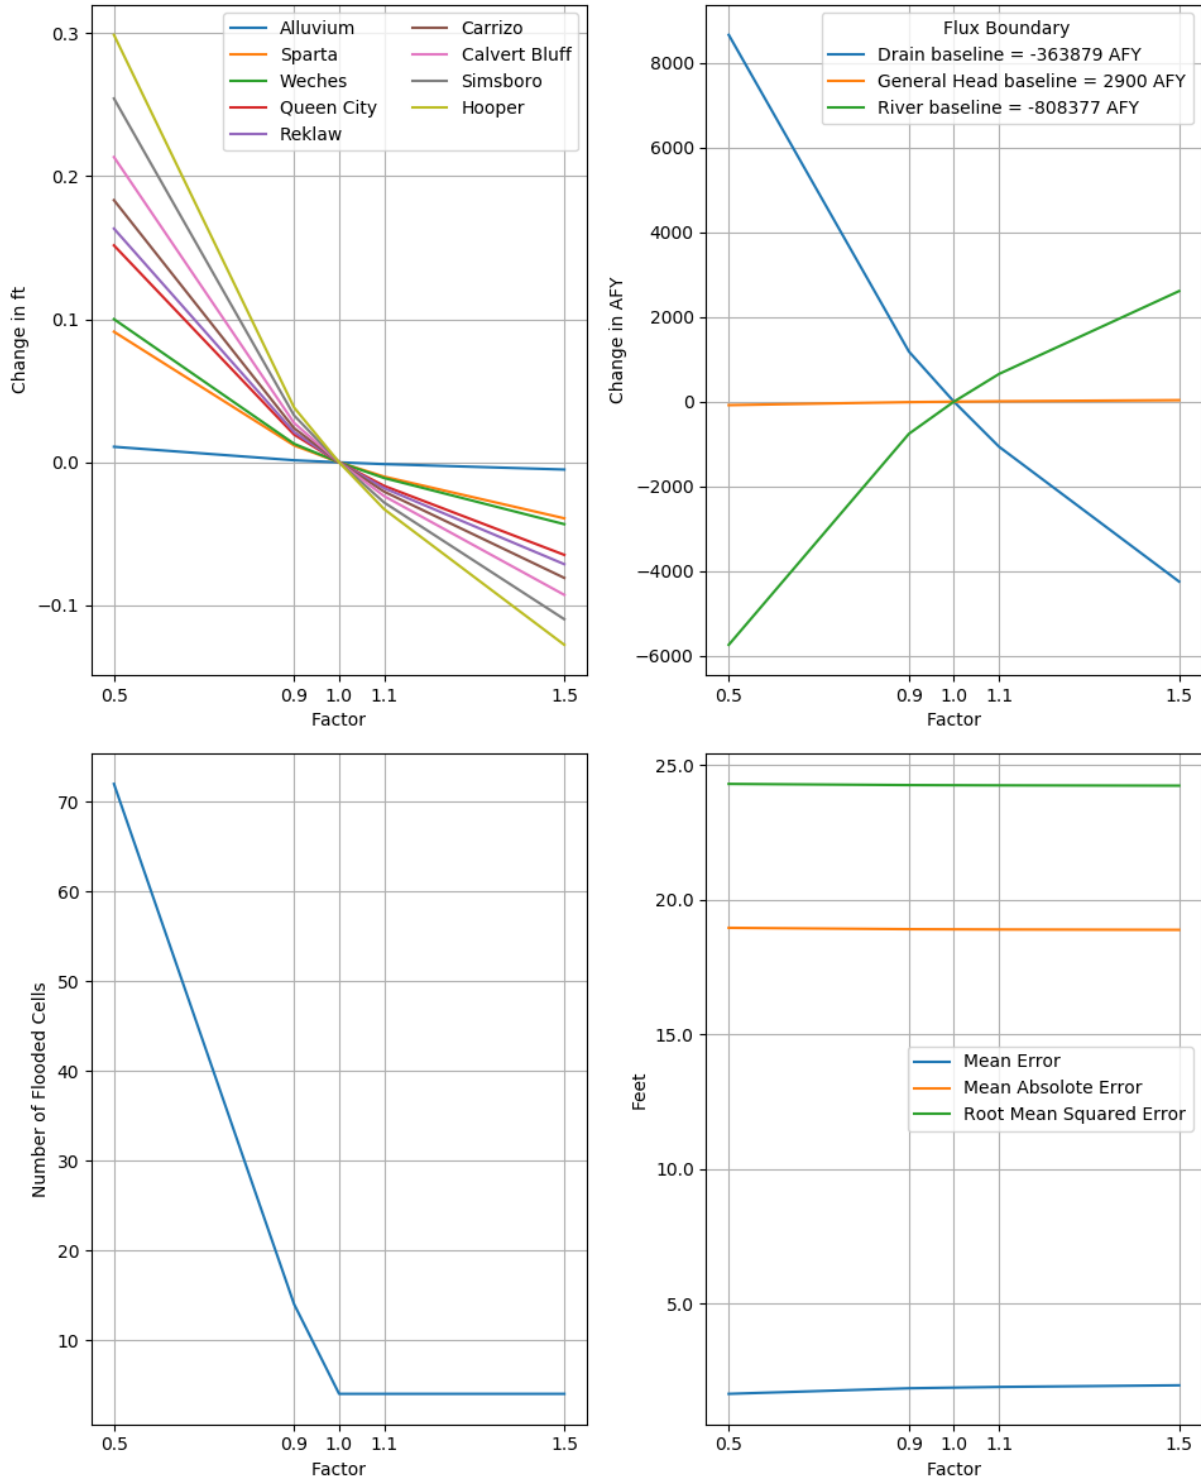 Alluvium
Sparta
Weches
Queen City
Reklaw
Carrizo
Calvert Bluff
Simsboro
Hooper
Change in ft
0.3
0.2
0.1
0.0
−0.1
0.5
0.9
1.0
1.1
1.5
Factor
Flux Boundary
Drain baseline = -363879 AFY
General Head baseline = 2900 AFY
River baseline = -808377 AFY
Change in AFY
8000
6000
4000
2000
0
−2000
−4000
−6000
0.5
0.9
1.0
1.1
1.5
Factor
Number of Flooded Cells
70
60
50
40
30
20
10
0.5
0.9
1.0
1.1
1.5
Factor
Feet
25.0
20.0
15.0
10.0
5.0
Mean Error
Mean Absolote Error
Root Mean Squared Error
0.5
0.9
1.0
1.1
1.5
Factor